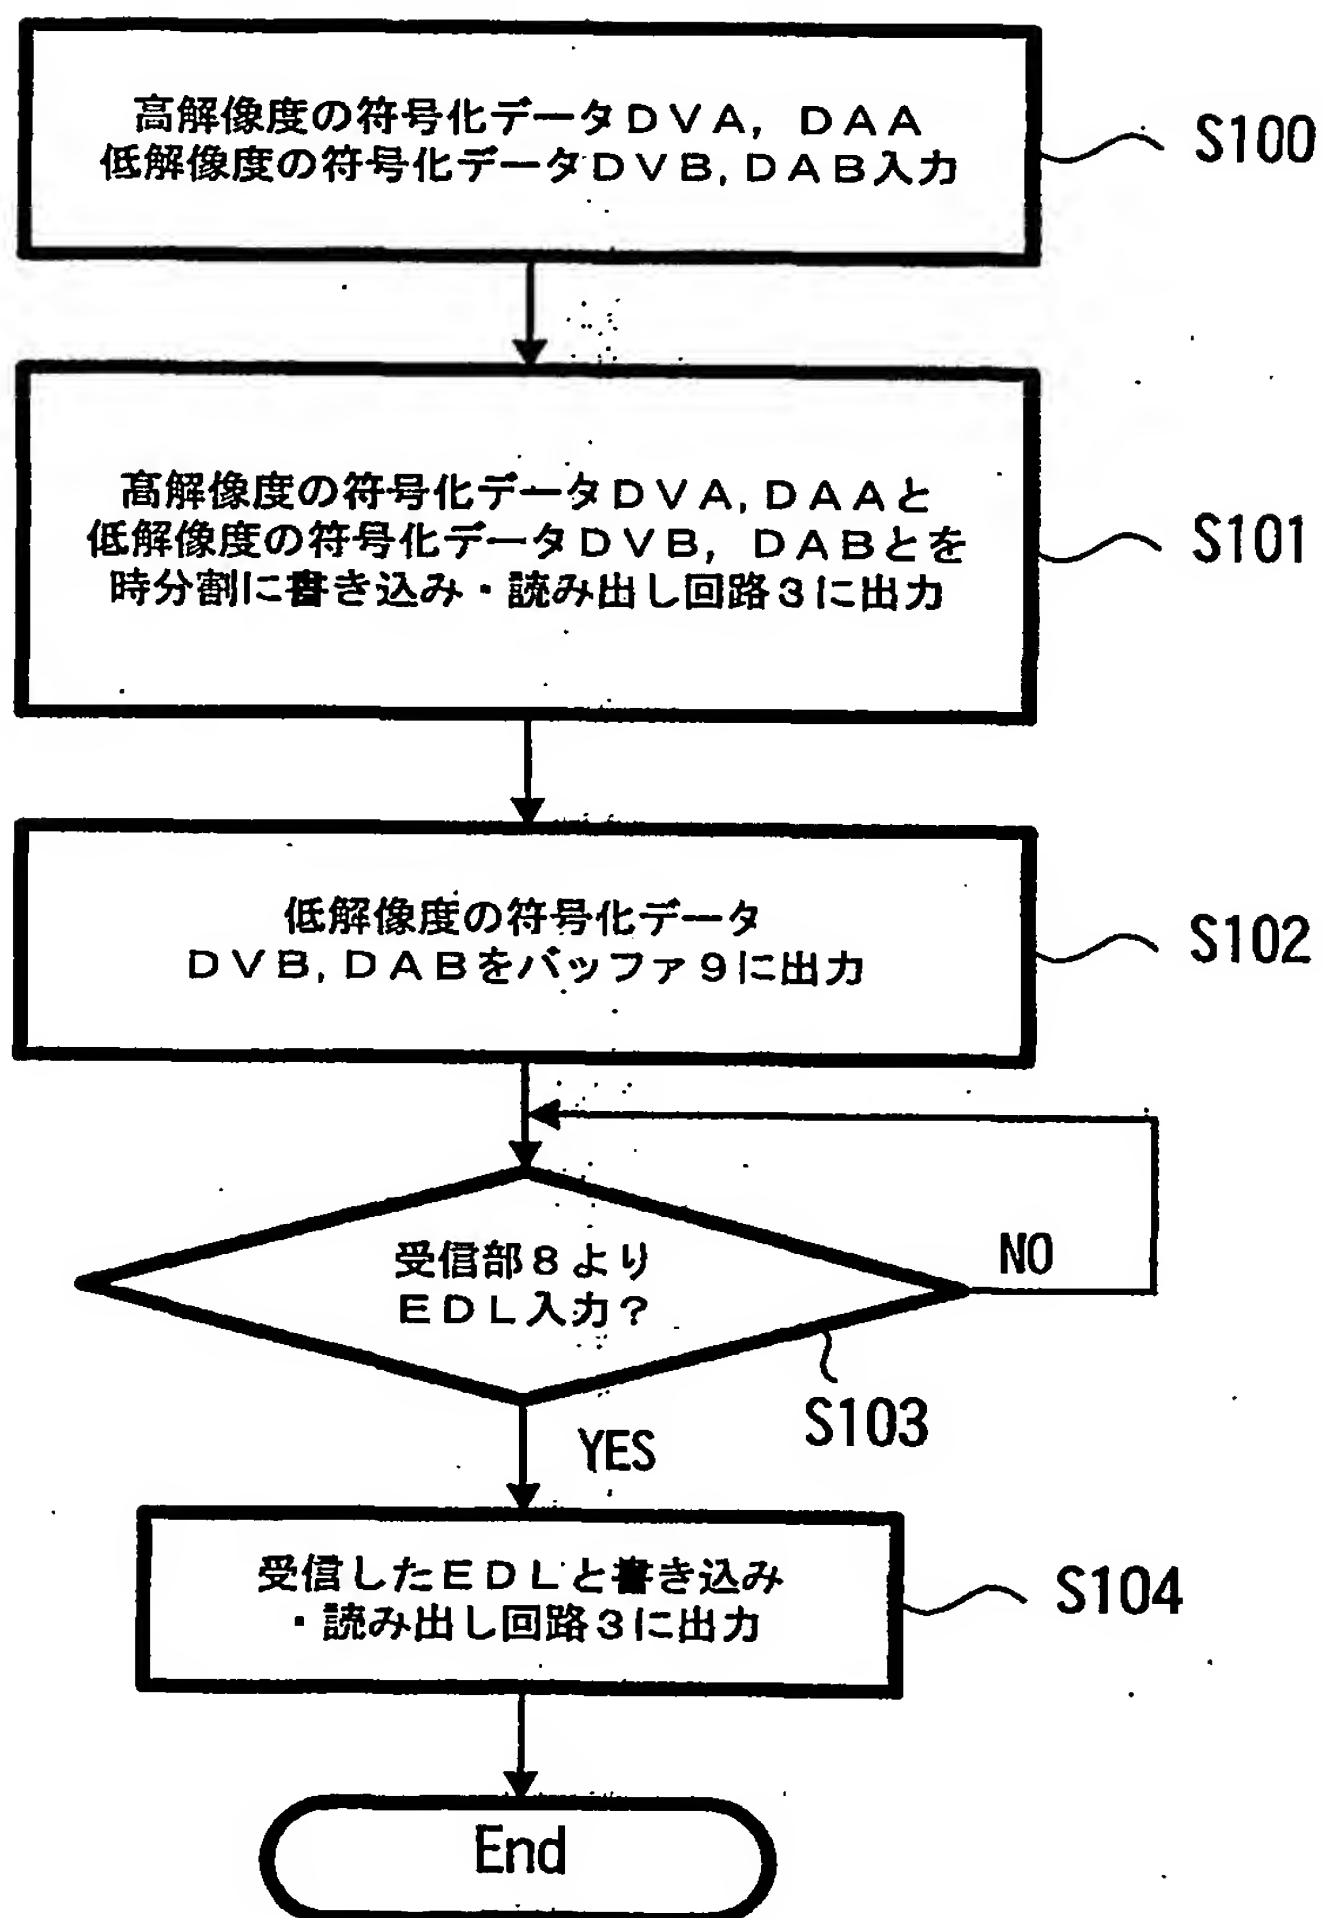 高解像度の符号化データDVA, DAA
低解像度の符号化データDVB, DAB入力
S100
高解像度の符号化データDVA, DAAと
低解像度の符号化データDVB, DABとを
時分割に書き込み・読み出し回路3に出力
S101
低解像度の符号化データ
DVB, DABをバッファ9に出力
S102
受信部8より
EDL入力?
NO
S103
YES
受信したEDLと書き込み
・読み出し回路3に出力
S104
End